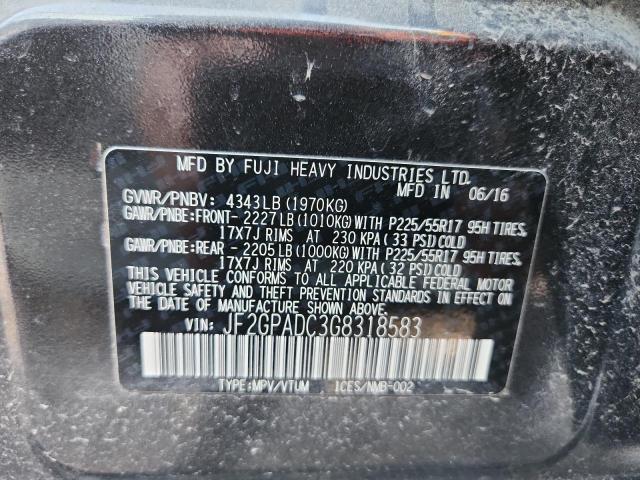 MFD BY FUJI HEAVY INDUSTRIES LTD.
MFD IN 06/16
GVWR/PNBV: 4343LB (1970KG)
GAWR/PNBE:FRONT- 2227LB (1010KG) WITH P225/55R17 95H TIRES,
17X7J RIMS AT 230 KPA (33 PSI) COLD
GAWR/PNBE:REAR - 2205LB (1000KG) WITH P225/55R17 95H TIRES,
17X7J RIMS AT 220 KPA (32 PSI) COLD
THIS VEHICLE CONFORMS TO ALL APPLICABLE FEDERAL MOTOR
VEHICLE SAFETY AND THEFT PREVENTION STANDARDS IN EFFECT
ON THE DATE OF MANUFACTURE SHOWN ABOVE.
VIN: JF2GPADC3G8318583
TYPE:MPV/VTUM ICES/NMB-002